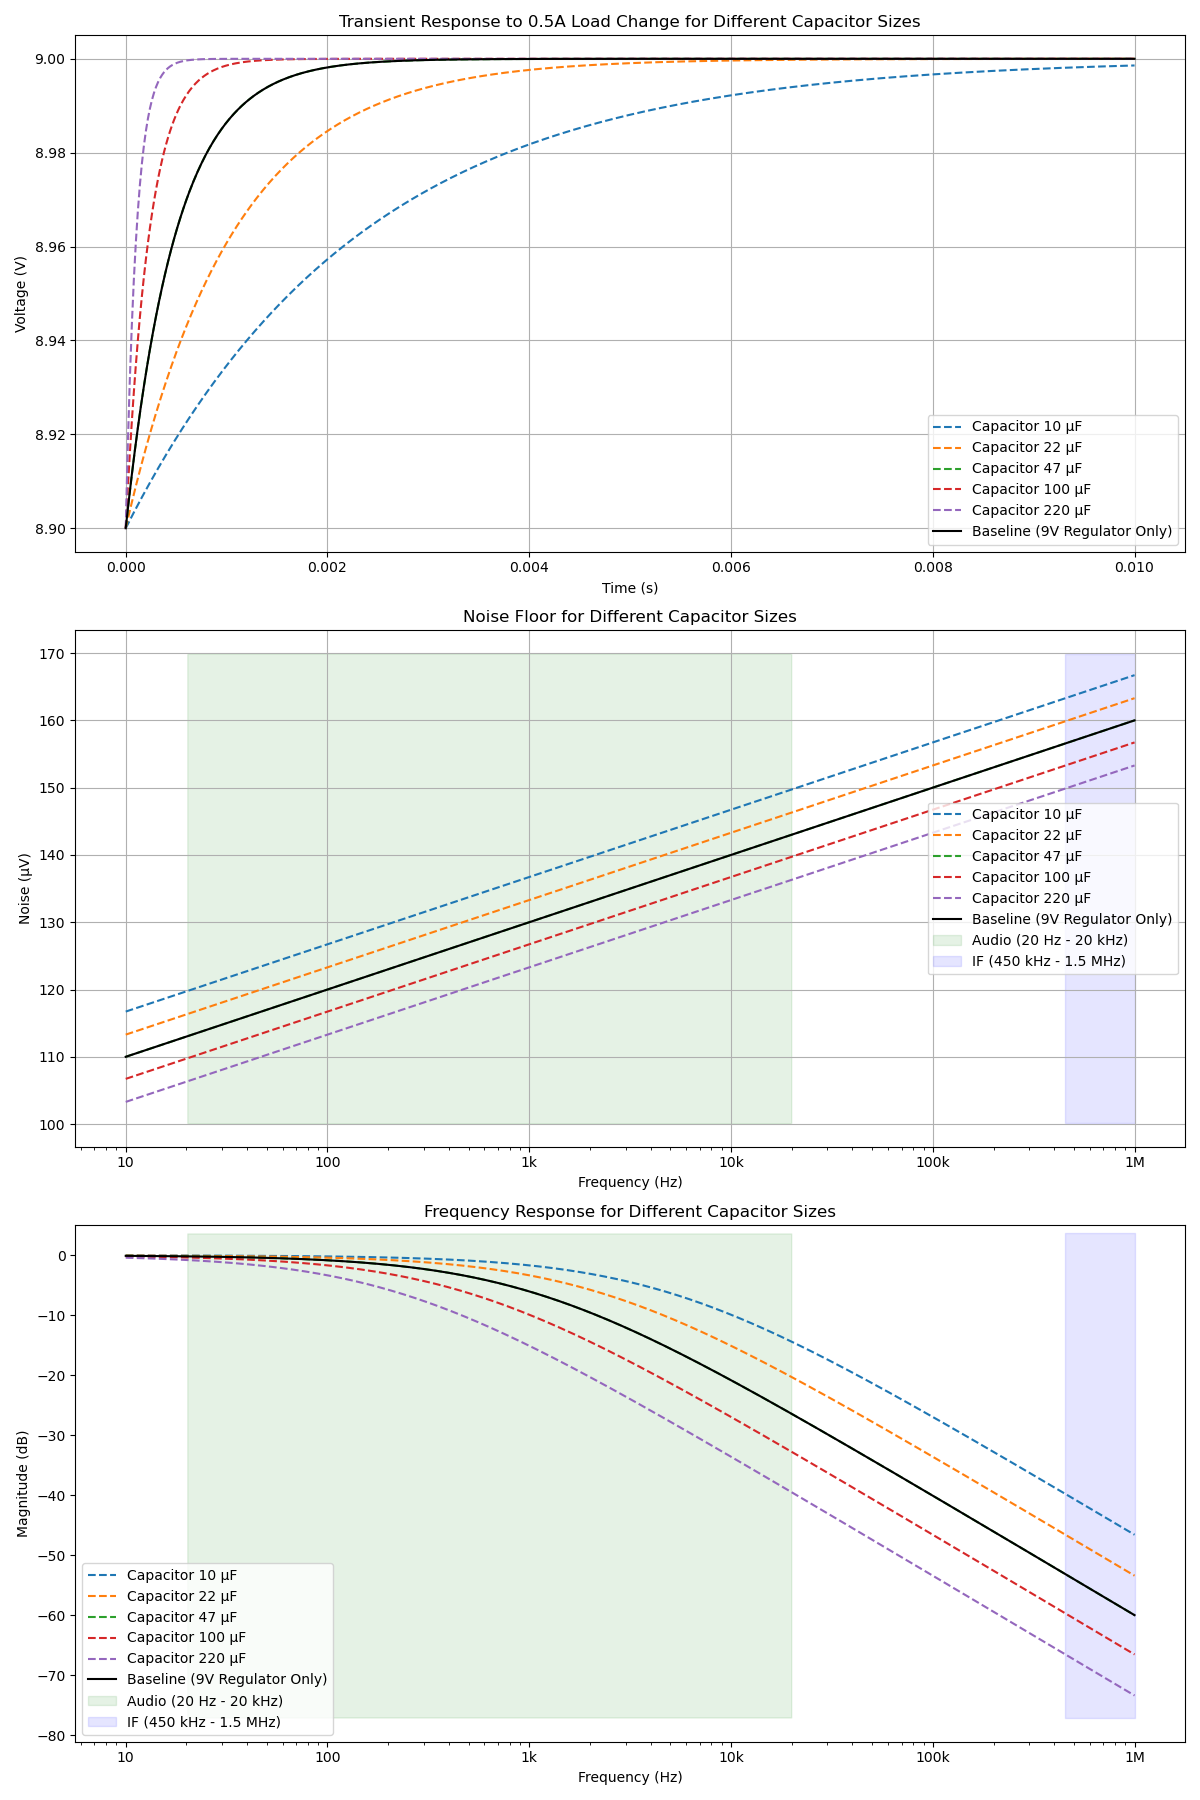 Transient Response to 0.5A Load Change for Different Capacitor Sizes
9.00
8.98
8.96
8.94
8.92
8.90
Voltage (V)
Capacitor 10 µF
Capacitor 22 µF
Capacitor 47 µF
Capacitor 100 µF
Capacitor 220 µF
Baseline (9V Regulator Only)
0.000 0.002 0.004 0.006 0.008 0.010
Time (s)
Noise Floor for Different Capacitor Sizes
170
160
150
140
130
120
110
100
Noise (µV)
Capacitor 10 µF
Capacitor 22 µF
Capacitor 47 µF
Capacitor 100 µF
Capacitor 220 µF
Baseline (9V Regulator Only)
Audio (20 Hz - 20 kHz)
IF (450 kHz - 1.5 MHz)
10 100 1k 10k 100k 1M
Frequency (Hz)
Frequency Response for Different Capacitor Sizes
0
−10
−20
−30
−40
−50
−60
−70
−80
Magnitude (dB)
Capacitor 10 µF
Capacitor 22 µF
Capacitor 47 µF
Capacitor 100 µF
Capacitor 220 µF
Baseline (9V Regulator Only)
Audio (20 Hz - 20 kHz)
IF (450 kHz - 1.5 MHz)
10 100 1k 10k 100k 1M
Frequency (Hz)